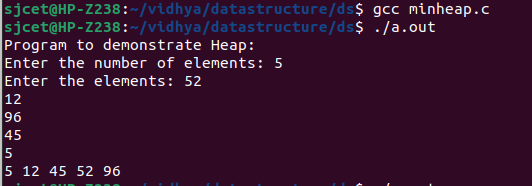 sjcet@HP-Z238:~/vidhya/datastructure/ds$ gcc minheap.c
sjcet@HP-Z238:~/vidhya/datastructure/ds$ ./a.out
Program to demonstrate Heap:
Enter the number of elements: 5
Enter the elements: 52
12
96
45
5
5 12 45 52 96